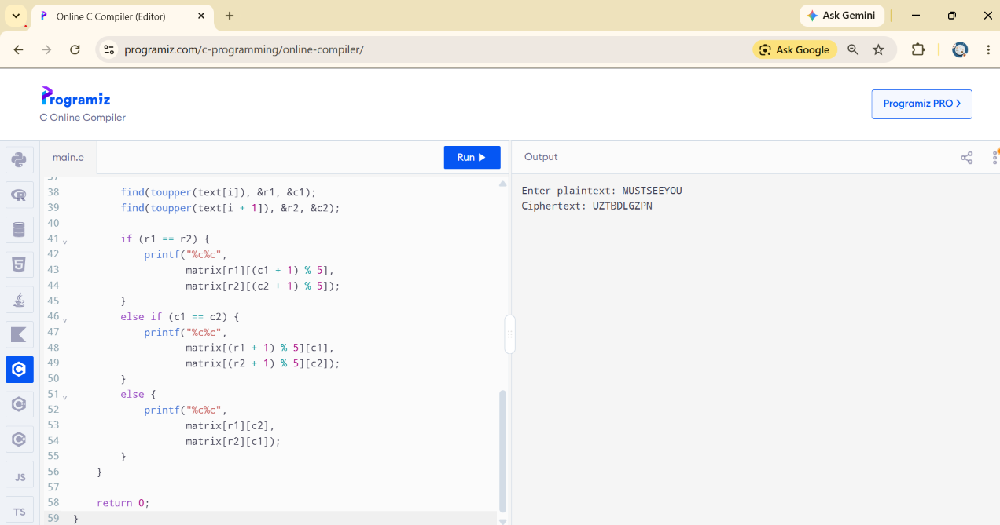 Online C Compiler (Editor)
Ask Gemini
programiz.com/c-programming/online-compiler/
Ask Google
Programiz
C Online Compiler
Programiz PRO
main.c
Run
Output
37
38 find(toupper(text[i]), &r1, &c1);
39 find(toupper(text[i + 1]), &r2, &c2);
40
41 if (r1 == r2) {
42 printf("%c%c",
43 matrix[r1][(c1 + 1) % 5],
44 matrix[r2][(c2 + 1) % 5]);
45 }
46 else if (c1 == c2) {
47 printf("%c%c",
48 matrix[(r1 + 1) % 5][c1],
49 matrix[(r2 + 1) % 5][c2]);
50 }
51 else {
52 printf("%c%c",
53 matrix[r1][c2],
54 matrix[r2][c1]);
55 }
56 }
57
58 return 0;
59 }
JS
TS
Enter plaintext: MUSTSEEYOU
Ciphertext: UZTBDLGZPN